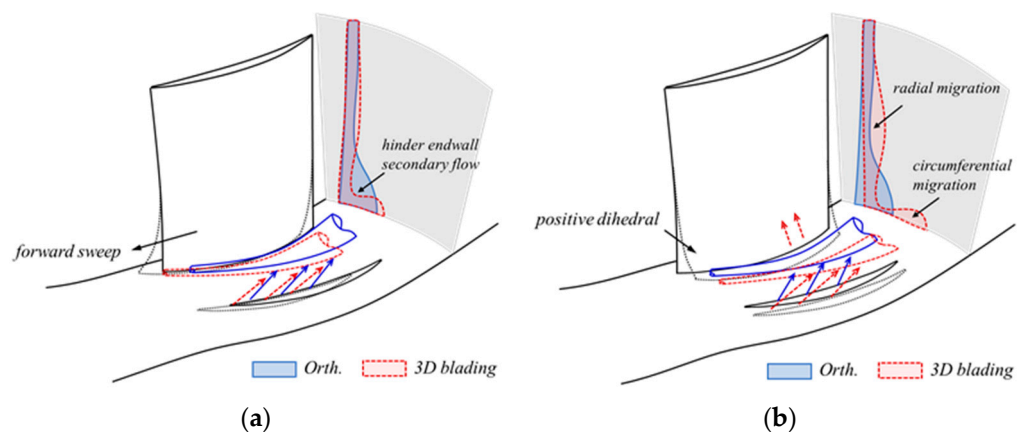 hinder endwall
secondary flow
forward sweep
Orth.
3D blading
(a)
radial migration
circumferential
migration
positive dihedral
Orth.
3D blading
(b)